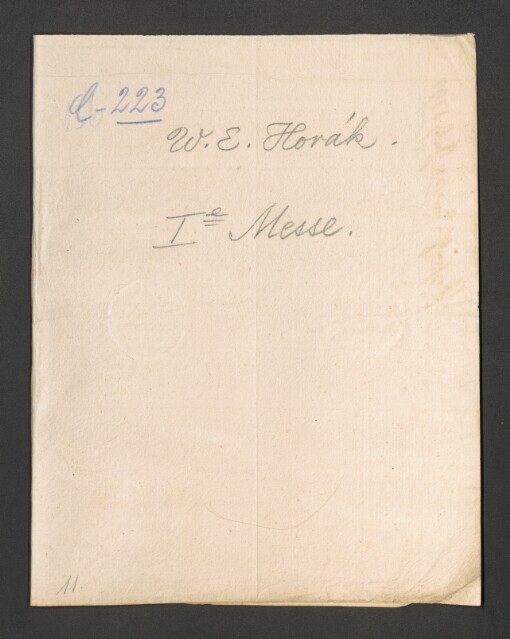 C-223
W. E. Horák.
Iᵉ Messe.
11.